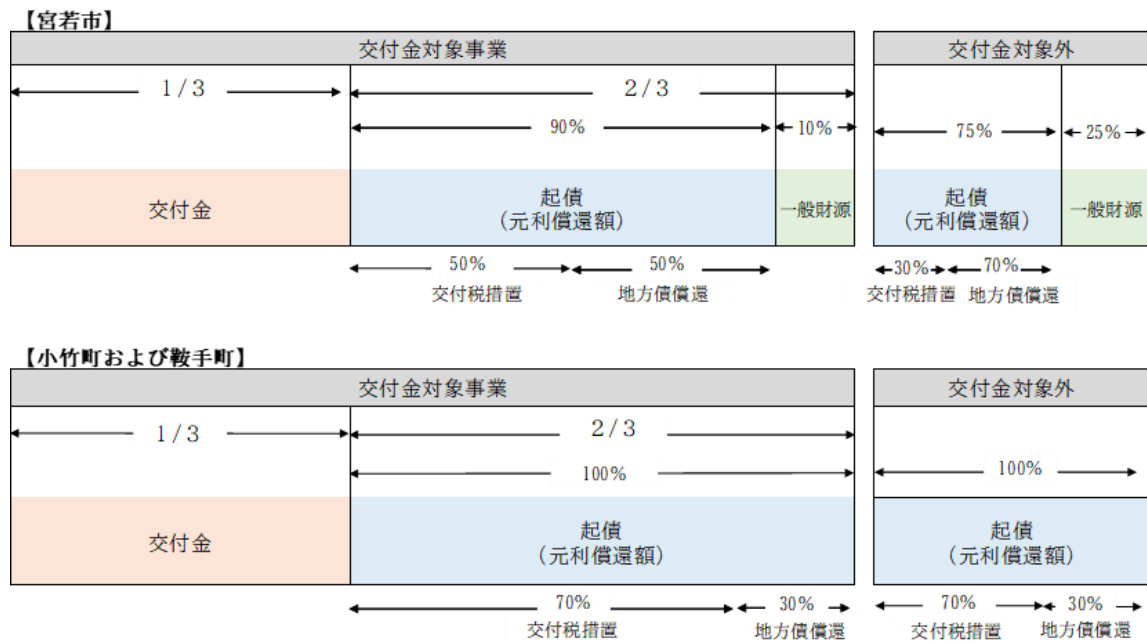 【宮若市】
交付金対象事業 交付金対象外
1/3 2/3
90% 10% 75% 25%
交付金 起債 一般財源 起債 一般財源
(元利償還額) (元利償還額)
50% 50% 30% 70%
交付税措置 地方債償還 交付税措置 地方債償還
【小竹町および鞍手町】
交付金対象事業 交付金対象外
1/3 2/3
100% 100%
交付金 起債 起債
(元利償還額) (元利償還額)
70% 30% 70% 30%
交付税措置 地方債償還 交付税措置 地方債償還